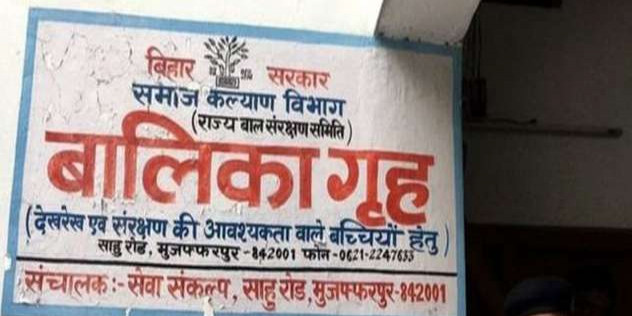 बिहार सरकार
समाज कल्याण विभाग
(राज्य बाल संरक्षण समिति)
बालिका गृह
(देखरेख एवं संरक्षण की आवश्यकता वाले बच्चियों हेतु)
साहु रोड, मुजफ्फरपुर-842001 फोन-0621-2247633
संचालक:- सेवा संकल्प, साहु रोड, मुजफ्फरपुर-842001